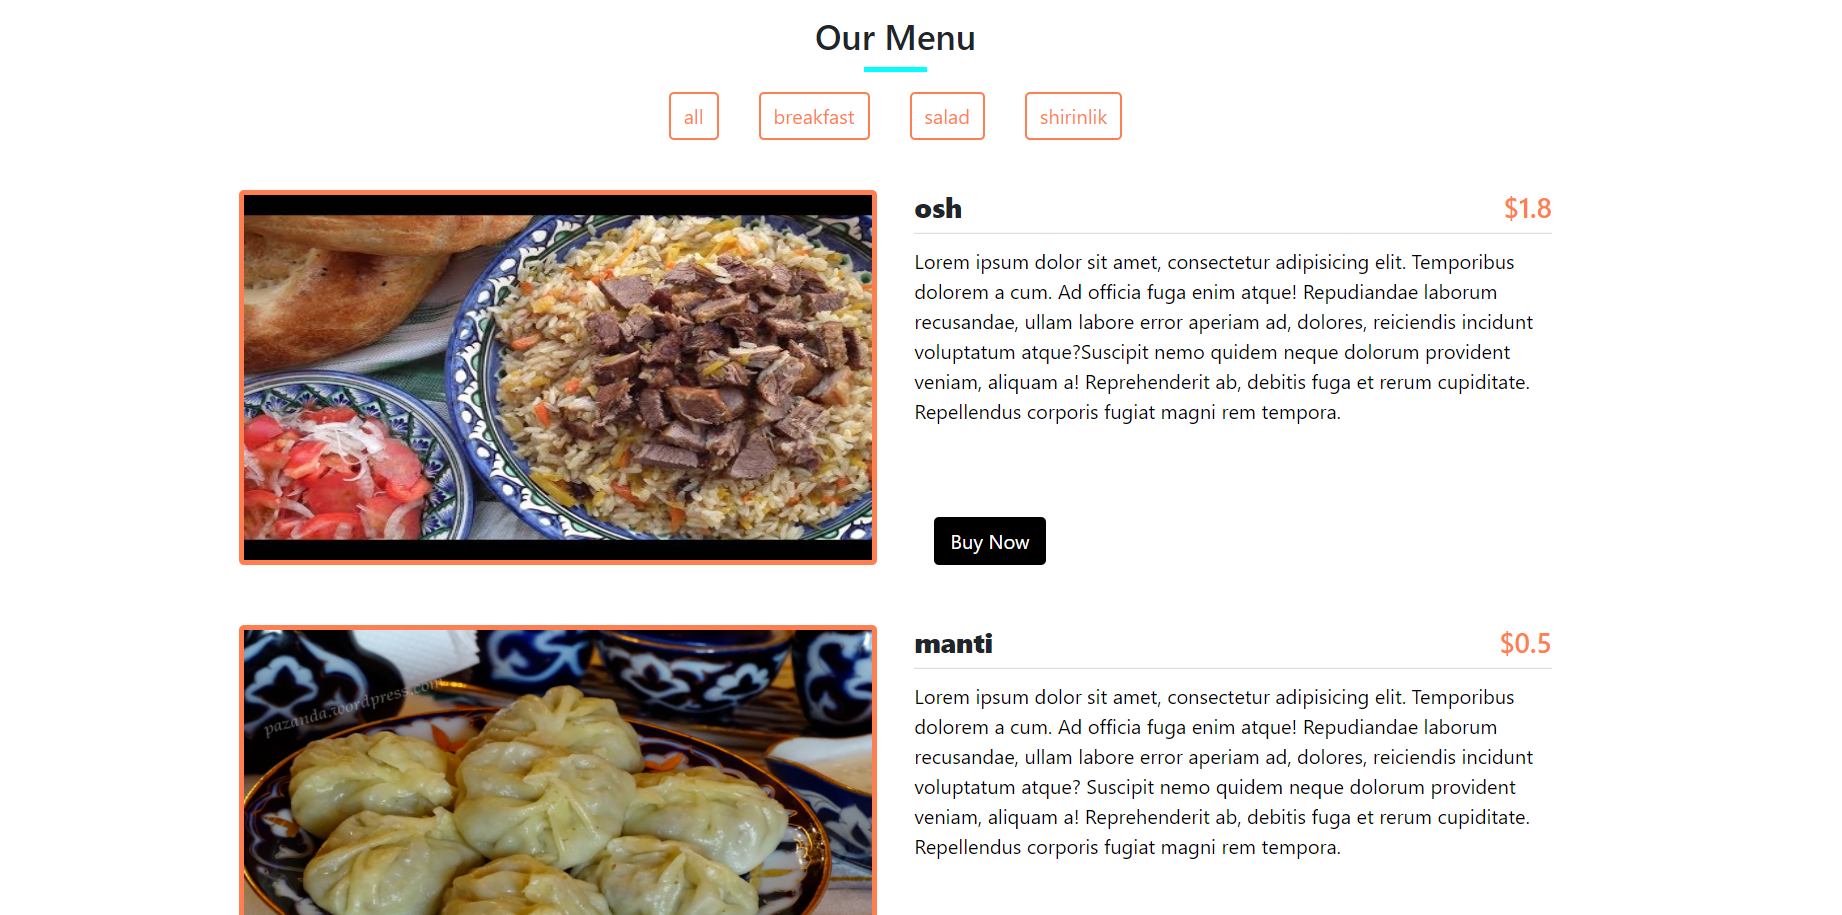 Our Menu
all
breakfast
salad
shirinlik
osh
$1.8
Lorem ipsum dolor sit amet, consectetur adipisicing elit. Temporibus
dolorem a cum. Ad officia fuga enim atque! Repudiandae laborum
recusandae, ullam labore error aperiam ad, dolores, reiciendis incidunt
voluptatum atque?Suscipit nemo quidem neque dolorum provident
veniam, aliquam a! Reprehenderit ab, debitis fuga et rerum cupiditate.
Repellendus corporis fugiat magni rem tempora.
Buy Now
pazanda.wordpress.com
manti
$0.5
Lorem ipsum dolor sit amet, consectetur adipisicing elit. Temporibus
dolorem a cum. Ad officia fuga enim atque! Repudiandae laborum
recusandae, ullam labore error aperiam ad, dolores, reiciendis incidunt
voluptatum atque? Suscipit nemo quidem neque dolorum provident
veniam, aliquam a! Reprehenderit ab, debitis fuga et rerum cupiditate.
Repellendus corporis fugiat magni rem tempora.